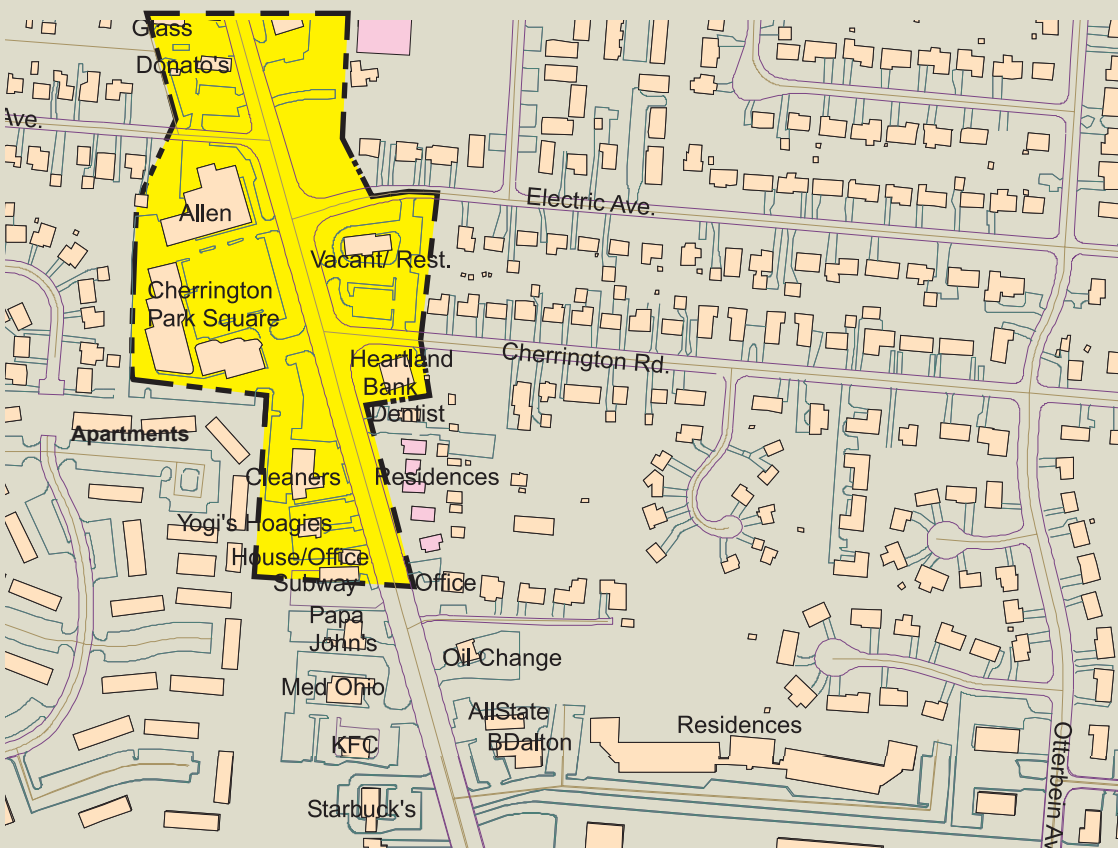 Glass
Donato's
Ave.
Electric Ave.
Allen
Vacant/ Rest.
Cherrington
Park Square
Cherrington Rd.
Heartland
Bank
Dentist
Apartments
Cleaners
Residences
Yogi's Hoagies
House/Office
Subway
Office
Papa
John's
Oil Change
Med Ohio
AllState
BDalton
Residences
KFC
Starbuck's
Otterbein Av